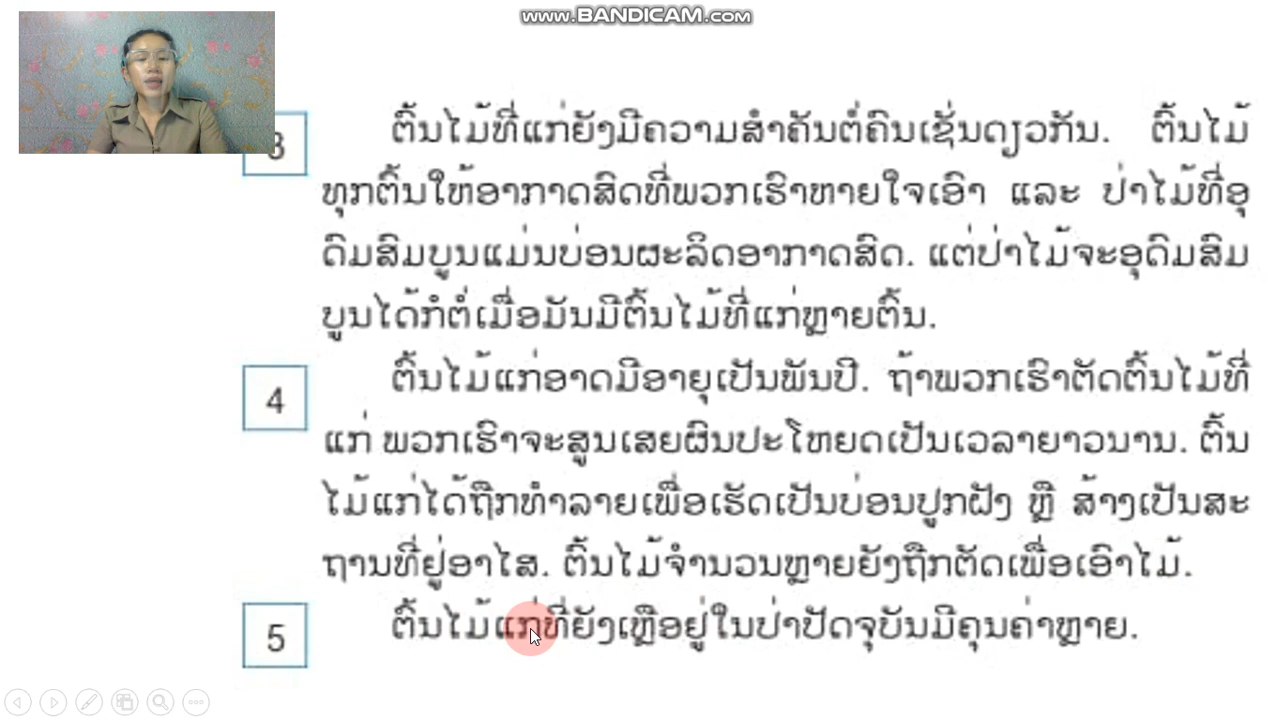 www.BANDICAM.com
3
ຕົ້ນໄມ້ທີ່ແກ່ຍັງມີຄວາມສຳຄັນຕໍ່ຄົນເຊັ່ນດຽວກັນ. ຕົ້ນໄມ້
ທຸກຕົ້ນໃຫ້ອາກາດສົດທີ່ພວກເຮົາຫາຍໃຈເອົາ ແລະ ປ່າໄມ້ທີ່ອຸ
ດົມສົມບູນແມ່ນບ່ອນຜະລິດອາກາດສົດ. ແຕ່ປ່າໄມ້ຈະອຸດົມສົມ
ບູນໄດ້ກໍຕໍ່ເມື່ອມັນມີຕົ້ນໄມ້ທີ່ແກ່ຫຼາຍຕົ້ນ.
4
ຕົ້ນໄມ້ແກ່ອາດມີອາຍຸເປັນພັນປີ. ຖ້າພວກເຮົາຕັດຕົ້ນໄມ້ທີ່
ແກ່ ພວກເຮົາຈະສູນເສຍຜົນປະໂຫຍດເປັນເວລາຍາວນານ. ຕົ້ນ
ໄມ້ແກ່ໄດ້ຖືກທຳລາຍເພື່ອເຮັດເປັນບ່ອນປູກຝັງ ຫຼື ສ້າງເປັນສະ
ຖານທີ່ຢູ່ອາໄສ. ຕົ້ນໄມ້ຈຳນວນຫຼາຍຍັງຖືກຕັດເພື່ອເອົາໄມ້.
5
ຕົ້ນໄມ້ແກ່ທີ່ຍັງເຫຼືອຢູ່ໃນປ່າປັດຈຸບັນມີຄຸນຄ່າຫຼາຍ.